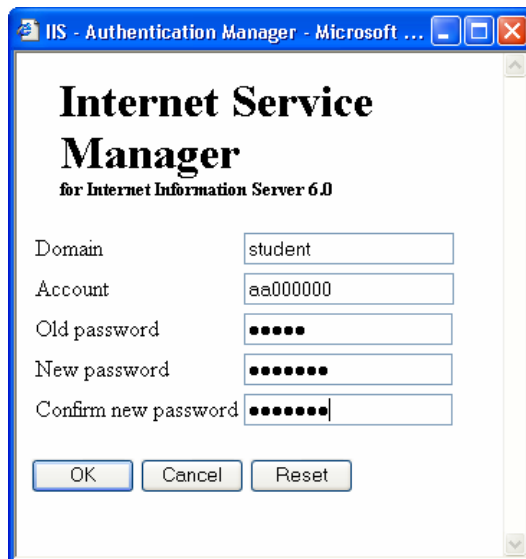 IIS - Authentication Manager - Microsoft ...
Internet Service
Manager
for Internet Information Server 6.0
Domain student
Account aa000000
Old password ●●●●●
New password ●●●●●●●
Confirm new password ●●●●●●●
OK Cancel Reset